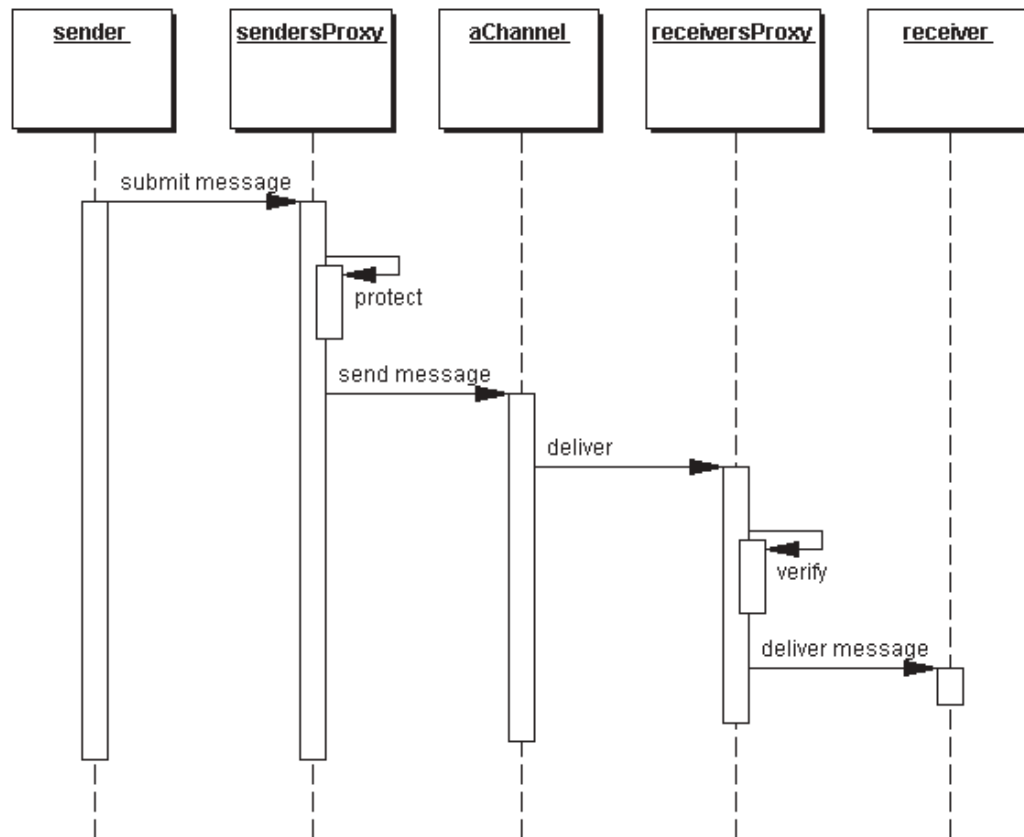 sender
sendersProxy
aChannel
receiversProxy
receiver
submit message
protect
send message
deliver
verify
deliver message